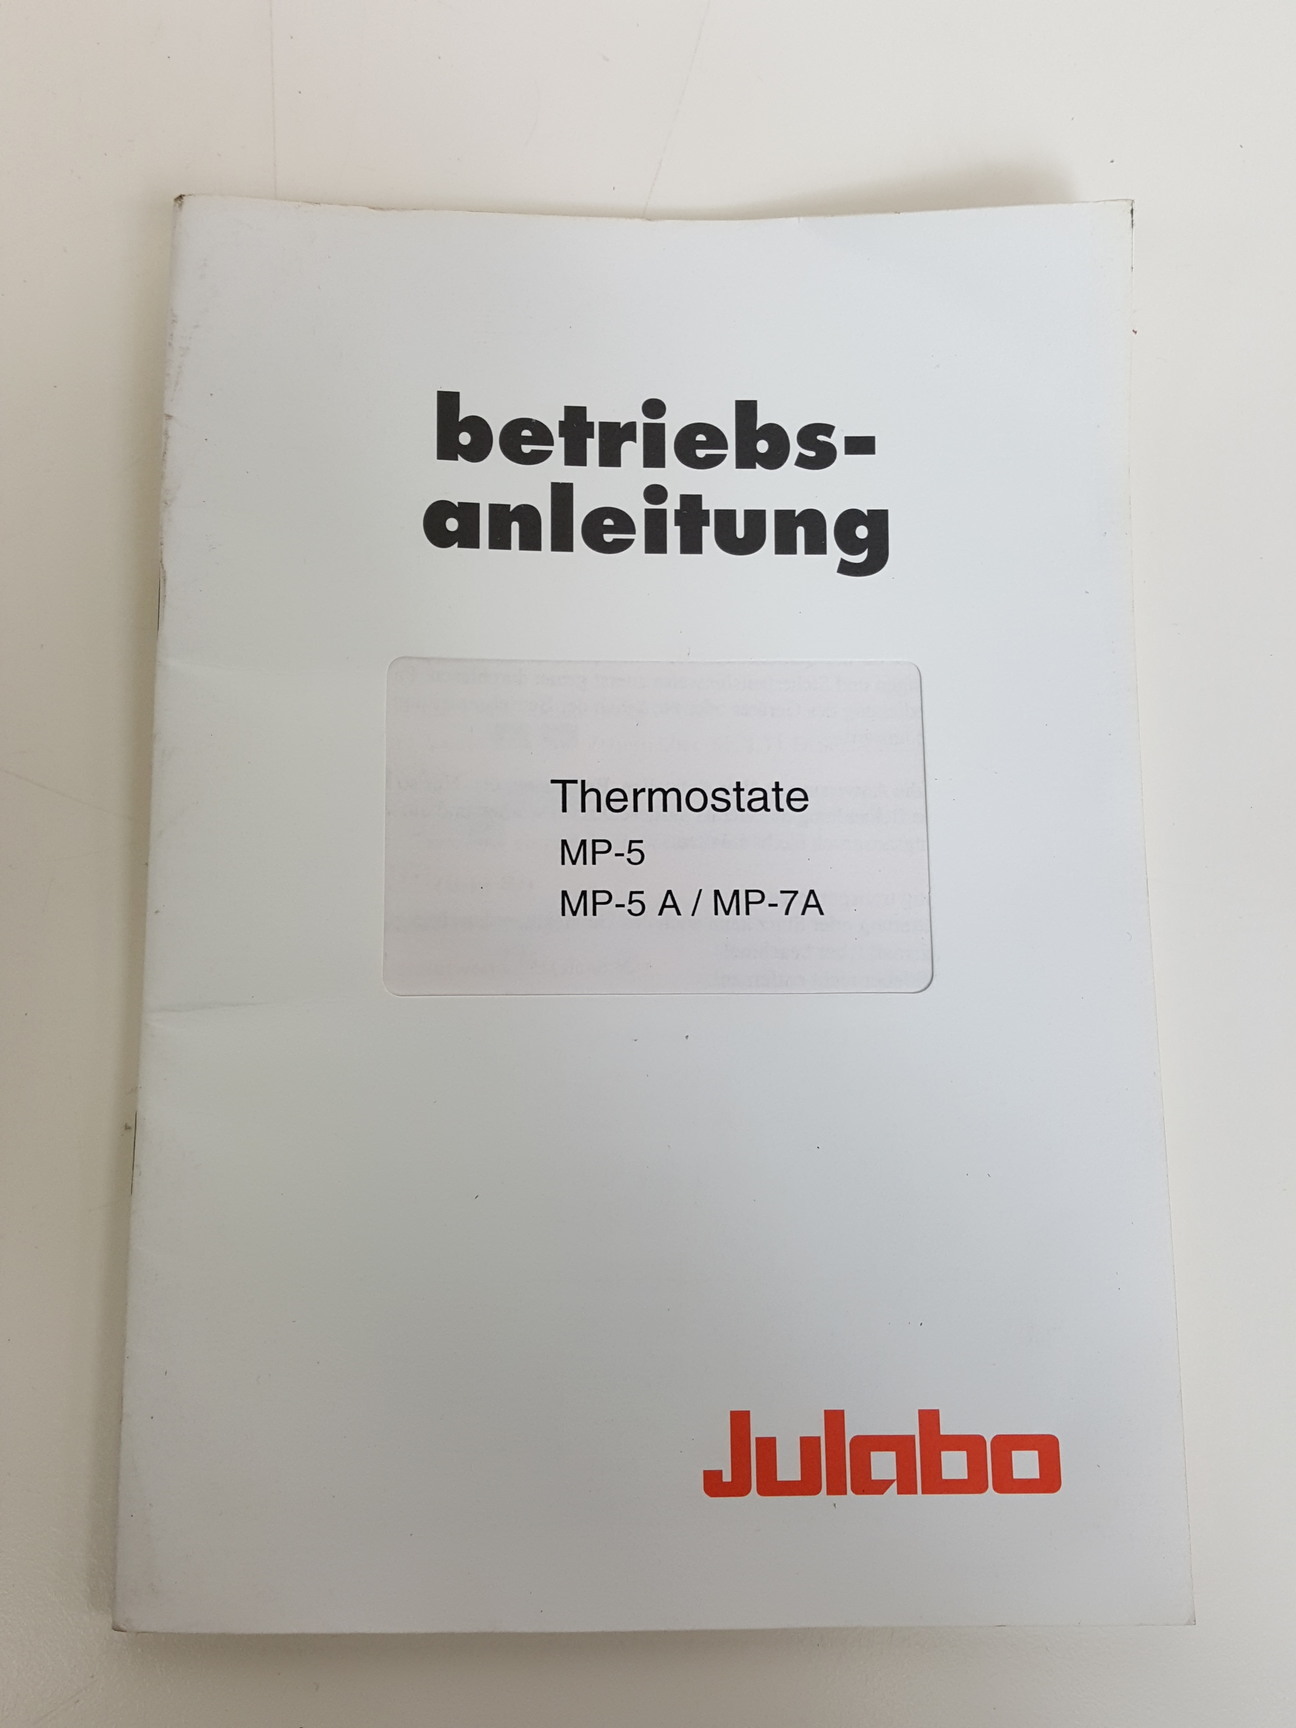 betriebs-
anleitung
Thermostate
MP-5
MP-5 A / MP-7A
Julabo